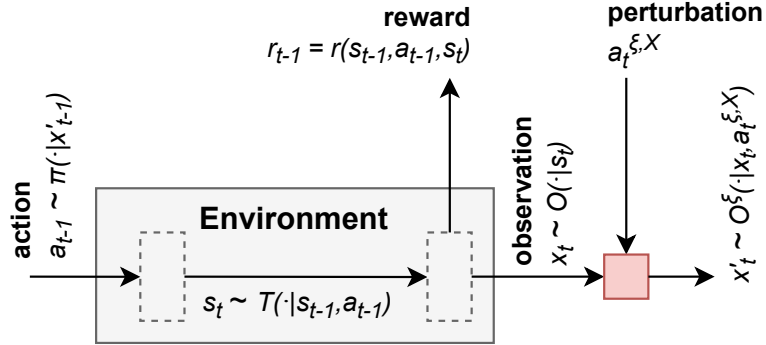 reward
r_{t-1} = r(s_{t-1},a_{t-1},s_t)
perturbation
a_t^{ξ,X}
action
a_{t-1} ~ π(·|x'_{t-1})
Environment
s_t ~ T(·|s_{t-1},a_{t-1})
observation
x_t ~ O(·|s_t)
x'_t ~ O^ξ(·|x_t,a_t^{ξ,X})